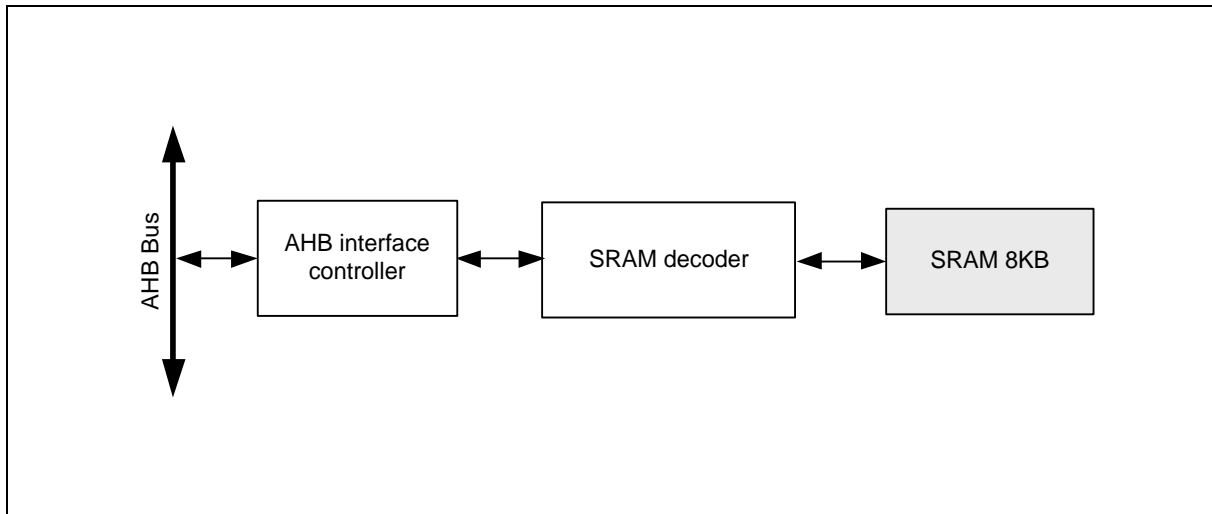 AHB Bus
AHB interface
controller
SRAM decoder
SRAM 8KB